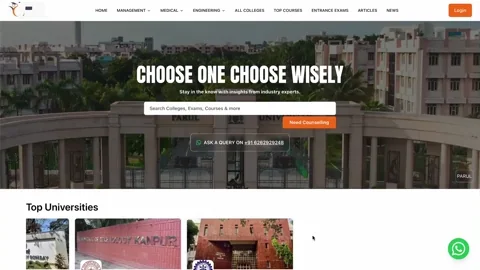 HOME MANAGEMENT MEDICAL ENGINEERING ALL COLLEGES TOP COURSES ENTRANCE EXAMS ARTICLES NEWS Login
CHOOSE ONE CHOOSE WISELY
Stay in the know with insights from industry experts.
Search Colleges, Exams, Courses & more
Need Counselling
ASK A QUERY ON +91 6262929248
PARUL
PARUL
Top Universities
KANPUR